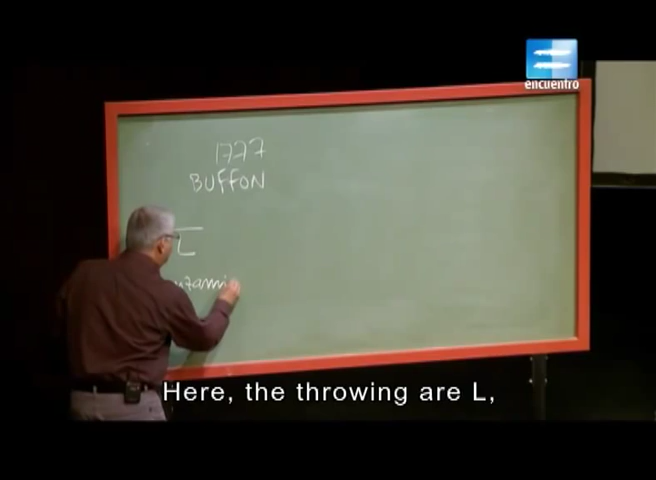 encuentro
1777
BUFFON
Here, the throwing are L,